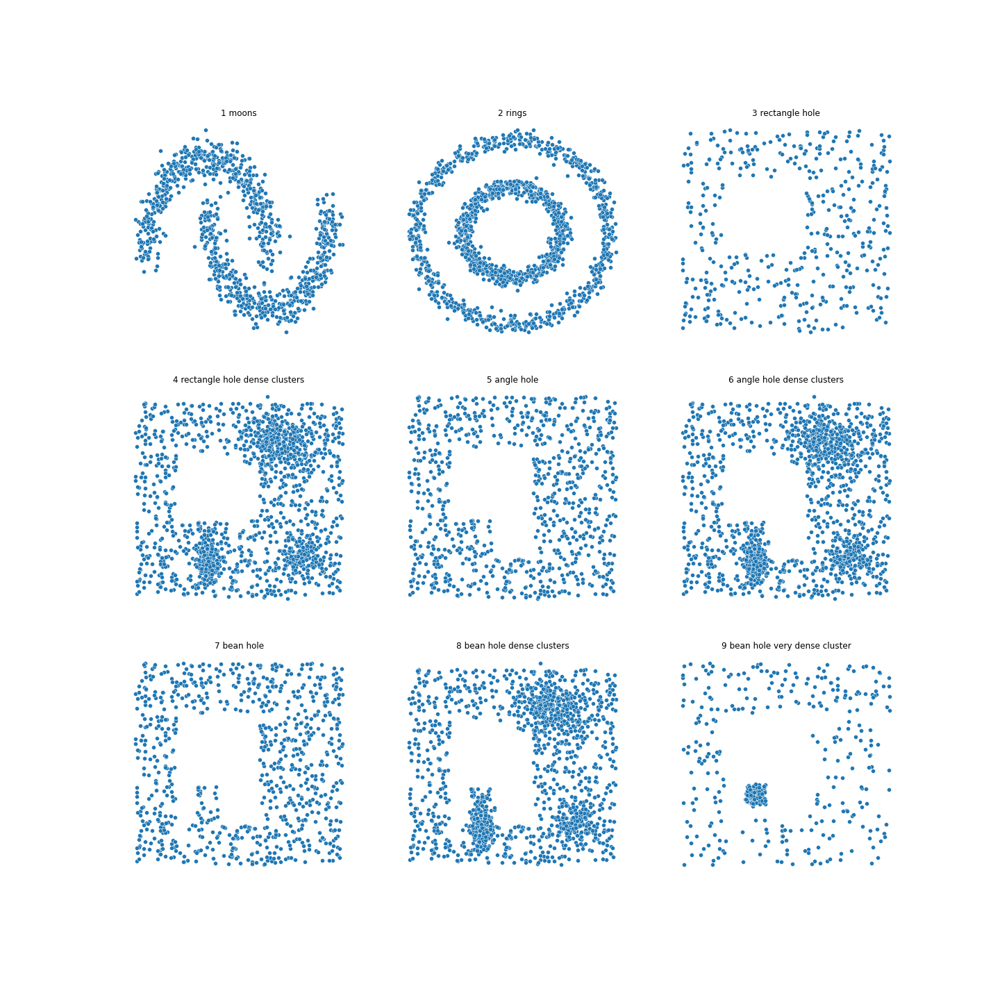 1 moons
2 rings
3 rectangle hole
4 rectangle hole dense clusters
5 angle hole
6 angle hole dense clusters
7 bean hole
8 bean hole dense clusters
9 bean hole very dense cluster